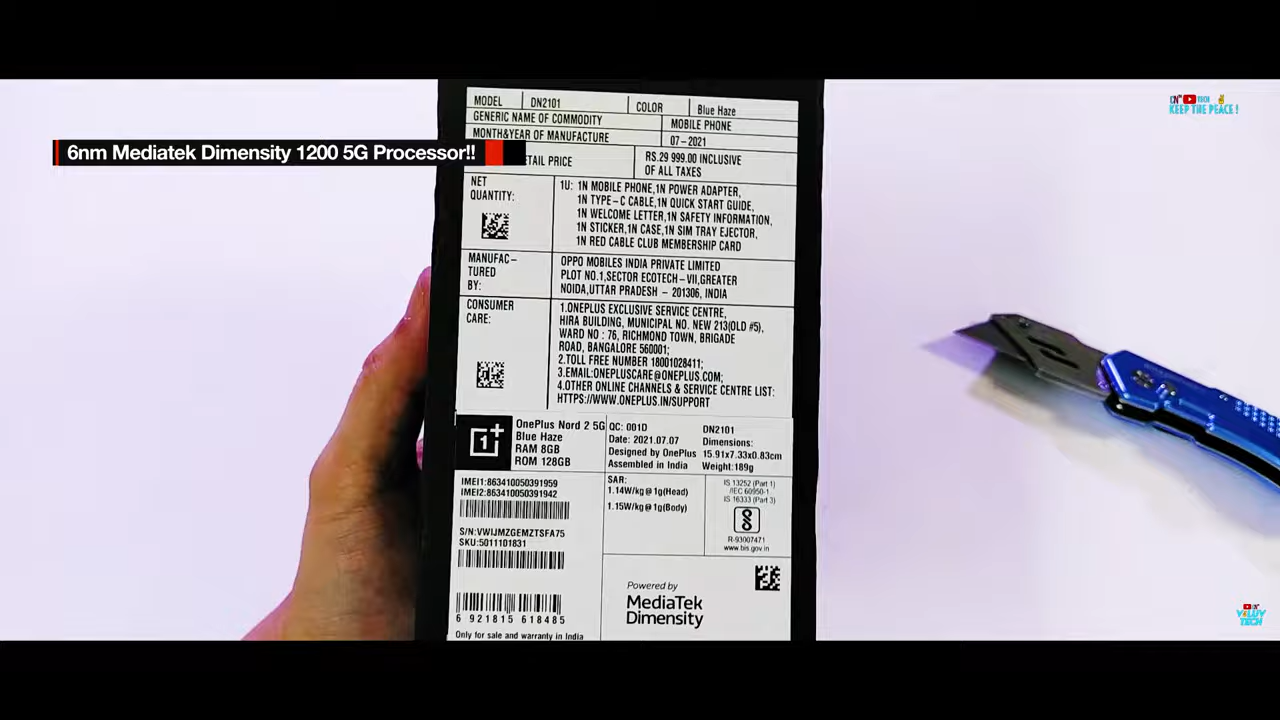 MODEL DN2101 COLOR Blue Haze
GENERIC NAME OF COMMODITY MOBILE PHONE
MONTH&YEAR OF MANUFACTURE 07-2021
6nm Mediatek Dimensity 1200 5G Processor!!
ETAIL PRICE RS.29 999.00 INCLUSIVE
OF ALL TAXES
NET
QUANTITY:
1U: 1N MOBILE PHONE,1N POWER ADAPTER,
1N TYPE-C CABLE,1N QUICK START GUIDE,
1N WELCOME LETTER,1N SAFETY INFORMATION,
1N STICKER,1N CASE,1N SIM TRAY EJECTOR,
1N RED CABLE CLUB MEMBERSHIP CARD
MANUFAC-
TURED
BY:
OPPO MOBILES INDIA PRIVATE LIMITED
PLOT NO.1,SECTOR ECOTECH-VII,GREATER
NOIDA,UTTAR PRADESH - 201306, INDIA
CONSUMER
CARE:
1.ONEPLUS EXCLUSIVE SERVICE CENTRE,
HIRA BUILDING, MUNICIPAL NO. NEW 213(OLD #5),
WARD NO : 76, RICHMOND TOWN, BRIGADE
ROAD, BANGALORE 560001;
2.TOLL FREE NUMBER 18001028411;
3.EMAIL:ONEPLUSCARE@ONEPLUS.COM;
4.OTHER ONLINE CHANNELS & SERVICE CENTRE LIST:
HTTPS://WWW.ONEPLUS.IN/SUPPORT
OnePlus Nord 2 5G
Blue Haze
RAM 8GB
ROM 128GB
QC: 001D
Date: 2021.07.07
Designed by OnePlus
Assembled in India
DN2101
Dimensions:
15.91x7.33x0.83cm
Weight:189g
IMEI1:863410050391959
IMEI2:863410050391942
S/N:VWIJMZGEMZTSFA75
SKU:5011101831
6 921815 618485
Only for sale and warranty in India
SAR:
1.14W/kg@1g(Head)
1.15W/kg@1g(Body)
IS 13252 (Part 1)
/IEC 60950-1
IS 16333 (Part 3)
R-93007471
www.bis.gov.in
Powered by
MediaTek
Dimensity
TECH
KEEP THE PEACE !
TECH